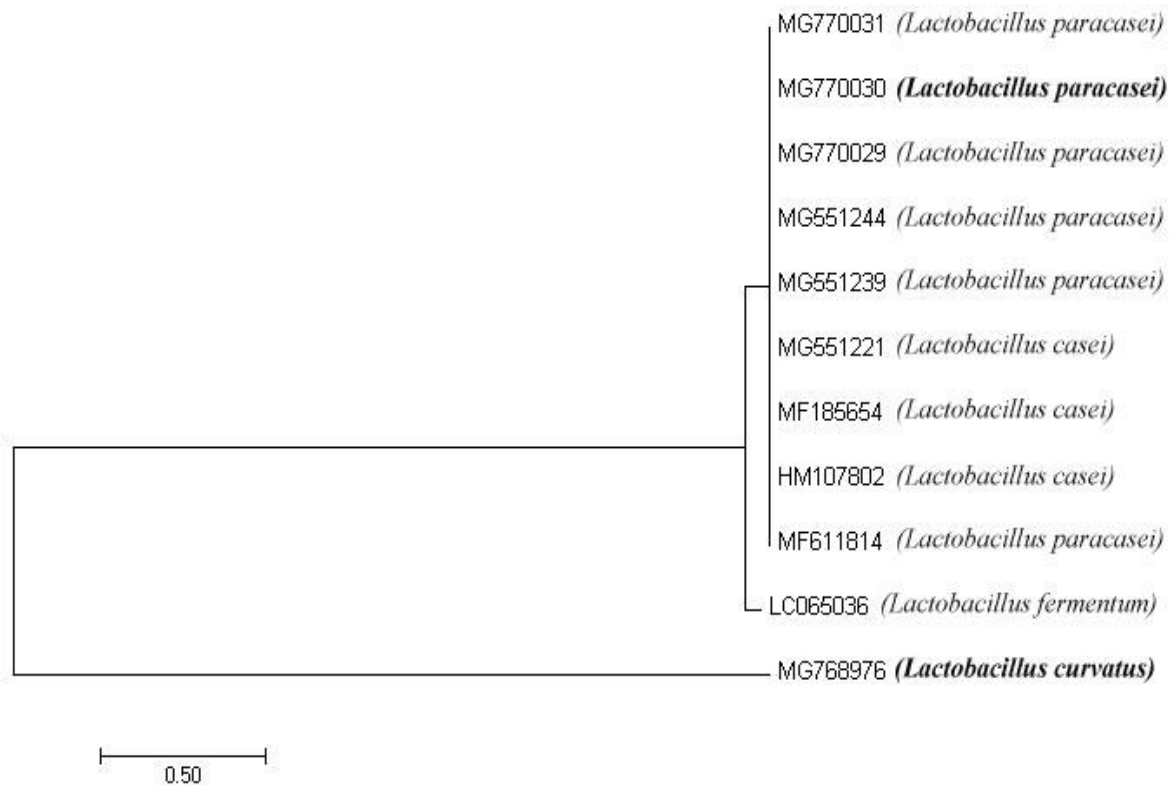 MG770031 (Lactobacillus paracasei)
MG770030 (Lactobacillus paracasei)
MG770029 (Lactobacillus paracasei)
MG551244 (Lactobacillus paracasei)
MG551239 (Lactobacillus paracasei)
MG551221 (Lactobacillus casei)
MF185654 (Lactobacillus casei)
HM107802 (Lactobacillus casei)
MF611814 (Lactobacillus paracasei)
LC065036 (Lactobacillus fermentum)
MG768976 (Lactobacillus curvatus)
0.50